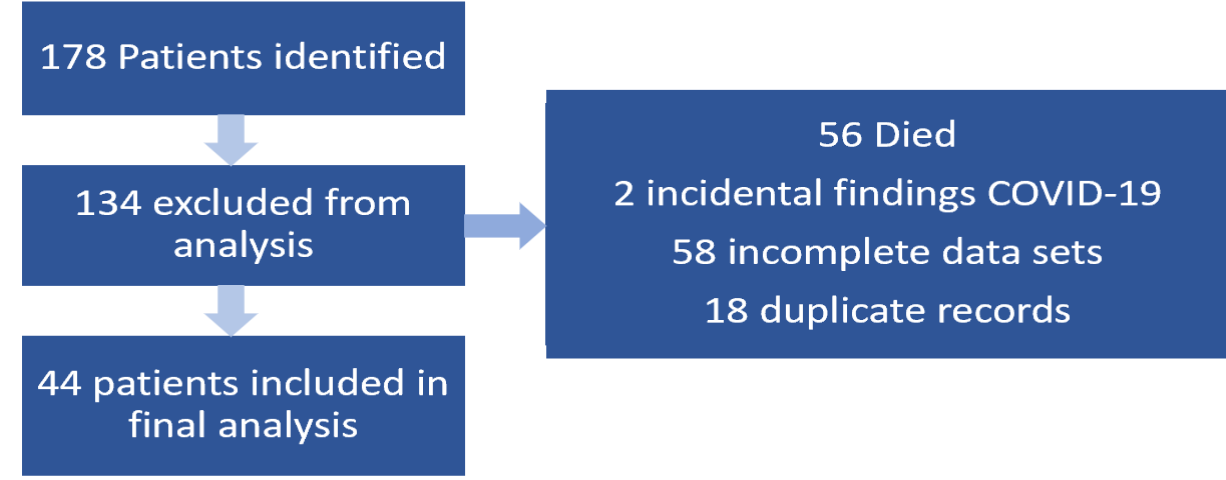 178 Patients identified
134 excluded from
analysis
44 patients included in
final analysis
56 Died
2 incidental findings COVID-19
58 incomplete data sets
18 duplicate records